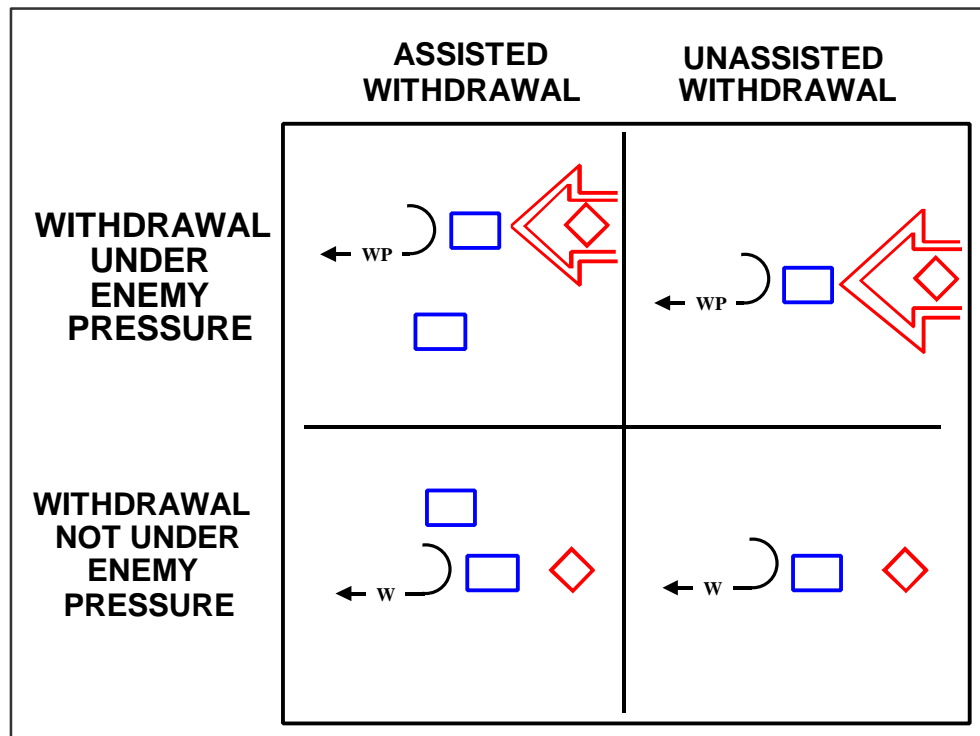 ASSISTED
WITHDRAWAL
UNASSISTED
WITHDRAWAL
WITHDRAWAL
UNDER
ENEMY
PRESSURE
WP
WP
WITHDRAWAL
NOT UNDER
ENEMY
PRESSURE
W
W